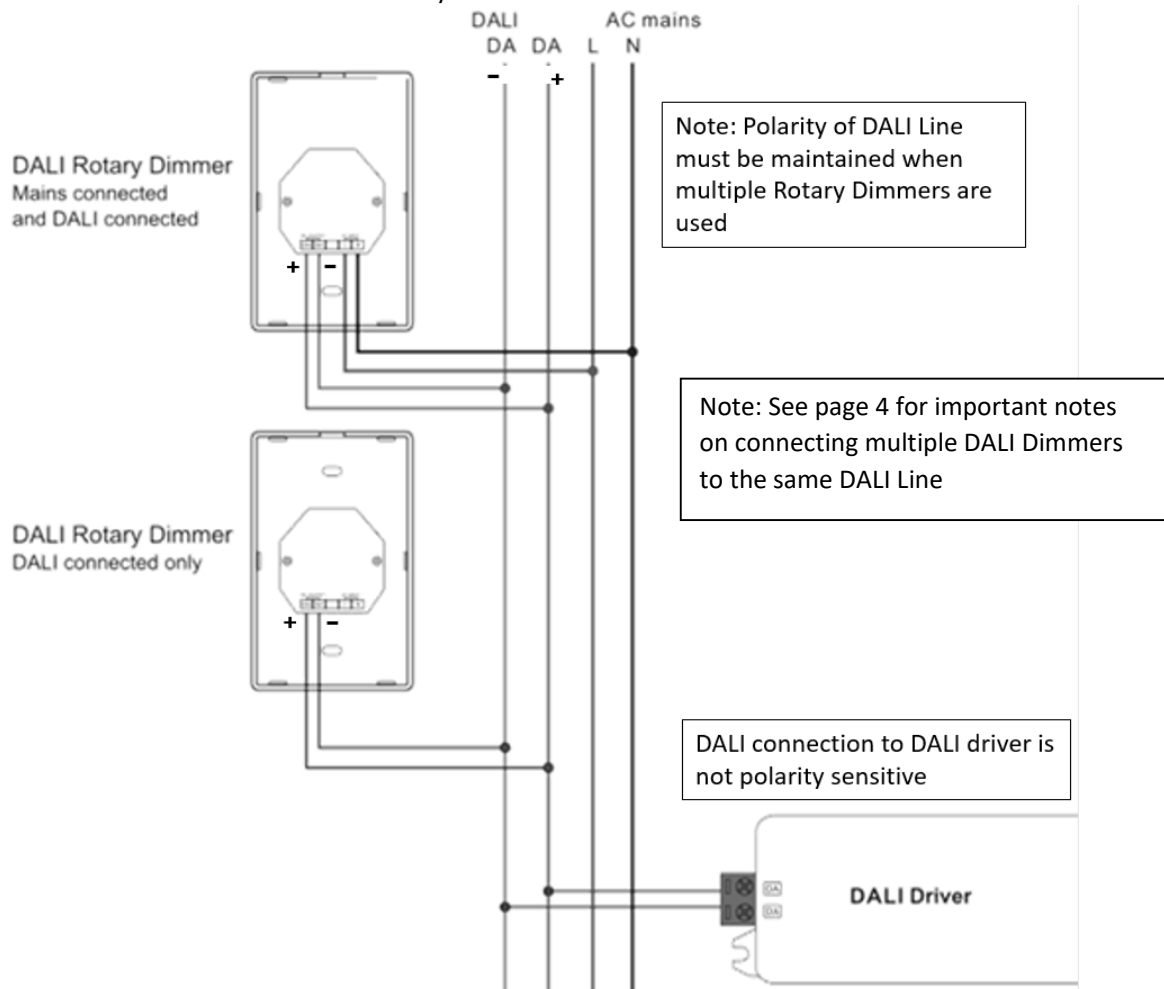 DALI AC mains
DA DA L N
- +
Note: Polarity of DALI Line
must be maintained when
multiple Rotary Dimmers are
used
DALI Rotary Dimmer
Mains connected
and DALI connected
+ -
Note: See page 4 for important notes
on connecting multiple DALI Dimmers
to the same DALI Line
DALI Rotary Dimmer
DALI connected only
+ -
DALI connection to DALI driver is
not polarity sensitive
DA
DALI Driver
DA